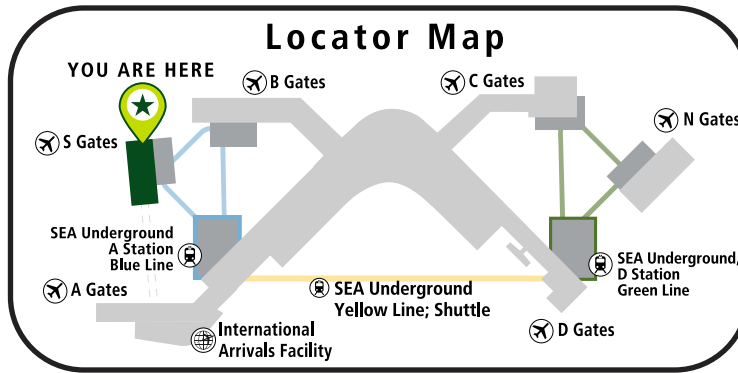 Locator Map
YOU ARE HERE
B Gates
C Gates
S Gates
N Gates
SEA Underground
A Station
Blue Line
SEA Underground,
D Station
Green Line
A Gates
SEA Underground
Yellow Line; Shuttle
International
Arrivals Facility
D Gates